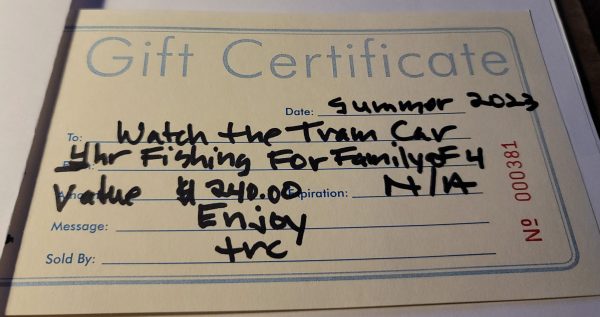 Gift Certificate
Date: Summer 2023
To: Watch the Tram Car
4hr Fishing For Family of 4
Value $240.00 Expiration: N/A
Message: Enjoy
Sold By: trc
Nº 000381